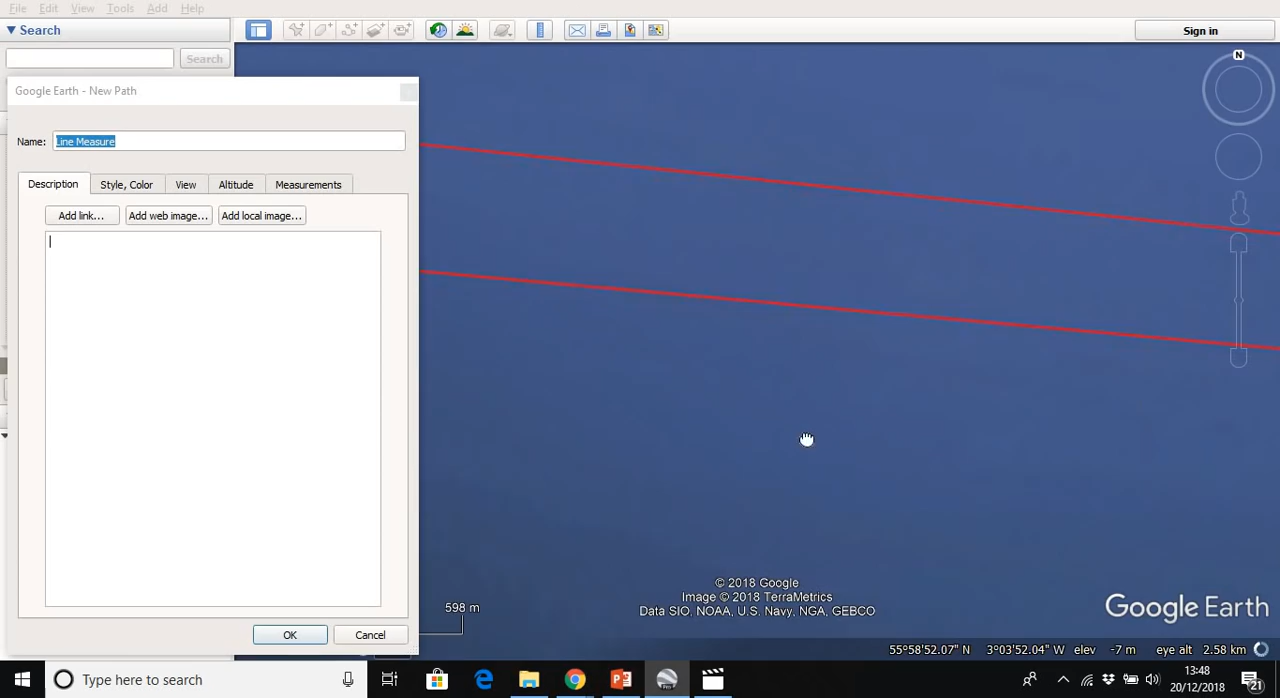 File Edit View Tools Add Help
Search
Sign in
Search
N
Google Earth - New Path
Name: Line Measure
Description Style, Color View Altitude Measurements
Add link... Add web image... Add local image...
© 2018 Google
Image © 2018 TerraMetrics
Data SIO, NOAA, U.S. Navy, NGA, GEBCO
598 m
Google Earth
OK Cancel
55°58'52.07" N 3°03'52.04" W elev -7 m eye alt 2.58 km
Type here to search
13:48
20/12/2018
21